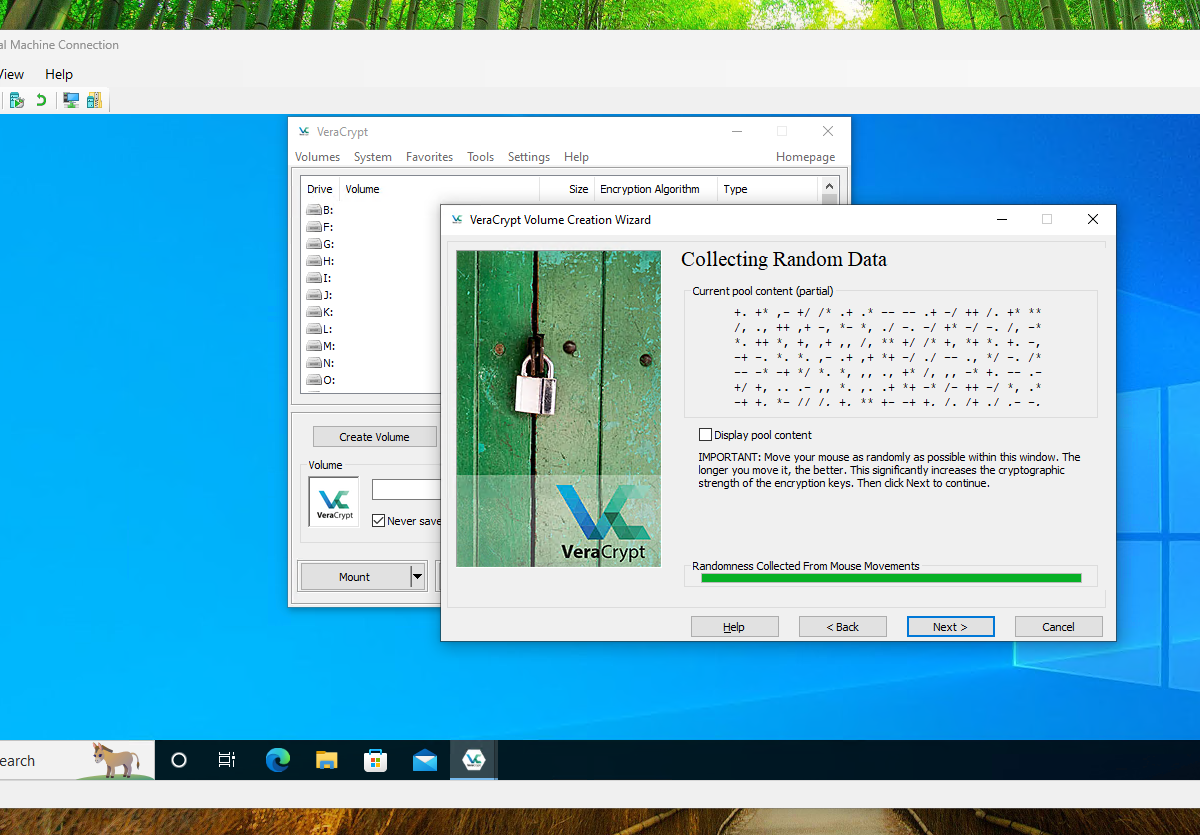 al Machine Connection
View Help
VeraCrypt
Volumes System Favorites Tools Settings Help Homepage
Drive Volume Size Encryption Algorithm Type
B:
F:
G:
H:
I:
J:
K:
L:
M:
N:
O:
Create Volume
Volume
VeraCrypt
Never save
Mount
VeraCrypt Volume Creation Wizard
VeraCrypt
Collecting Random Data
Current pool content (partial)
+. +* ,- +/ /* .+ .* -- -- .+ -/ ++ /. +* **
/, ., ++ ,+ -, *- *, ./ -. -/ +* -/ -. /, -*
*. ++ *, +, ,+ ,, /, ** +/ /* +, *+ *. +. -,
-+ -. *. *. ,- .+ ,+ *+ -/ ./ -- ., */ -. /*
-- -* -+ */ *. *, ,, ., +* /, ,, -* +. -- .-
+/ +, .. .- ,, *. ,. .+ *+ -* /- ++ -/ *, .*
-+ +. *- // /. +. ** +- -+ +. /. /+ ./ .- -.
Display pool content
IMPORTANT: Move your mouse as randomly as possible within this window. The
longer you move it, the better. This significantly increases the cryptographic
strength of the encryption keys. Then click Next to continue.
Randomness Collected From Mouse Movements
Help < Back Next > Cancel
earch